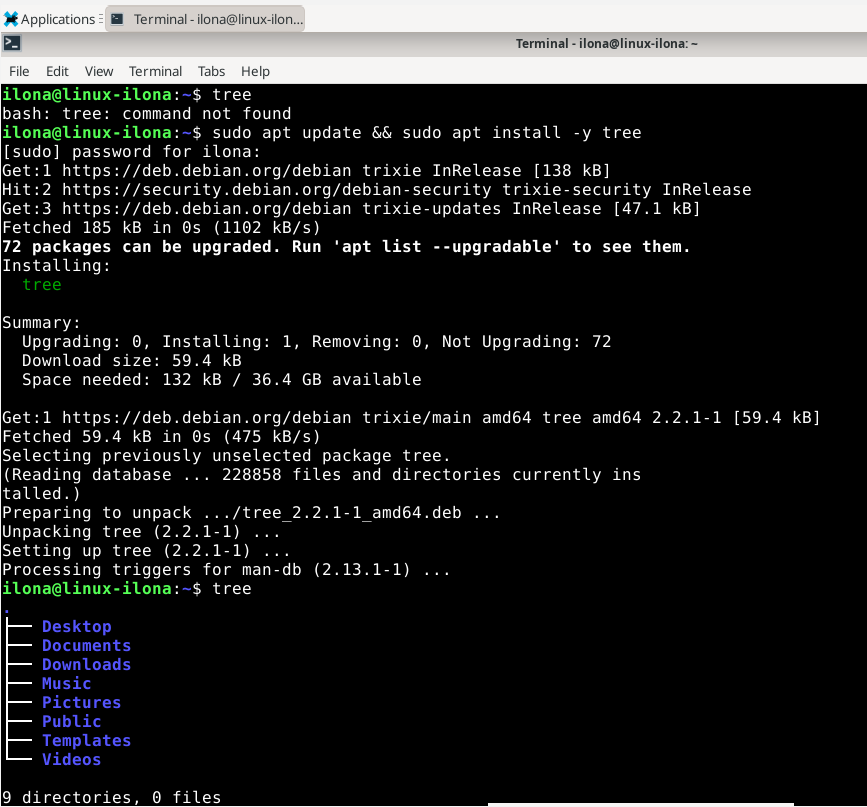 Applications
Terminal - ilona@linux-ilon...
Terminal - ilona@linux-ilona: ~
File Edit View Terminal Tabs Help
ilona@linux-ilona:~$ tree
bash: tree: command not found
ilona@linux-ilona:~$ sudo apt update && sudo apt install -y tree
[sudo] password for ilona:
Get:1 https://deb.debian.org/debian trixie InRelease [138 kB]
Hit:2 https://security.debian.org/debian-security trixie-security InRelease
Get:3 https://deb.debian.org/debian trixie-updates InRelease [47.1 kB]
Fetched 185 kB in 0s (1102 kB/s)
72 packages can be upgraded. Run 'apt list --upgradable' to see them.
Installing:
  tree

Summary:
  Upgrading: 0, Installing: 1, Removing: 0, Not Upgrading: 72
  Download size: 59.4 kB
  Space needed: 132 kB / 36.4 GB available

Get:1 https://deb.debian.org/debian trixie/main amd64 tree amd64 2.2.1-1 [59.4 kB]
Fetched 59.4 kB in 0s (475 kB/s)
Selecting previously unselected package tree.
(Reading database ... 228858 files and directories currently ins
talled.)
Preparing to unpack .../tree_2.2.1-1_amd64.deb ...
Unpacking tree (2.2.1-1) ...
Setting up tree (2.2.1-1) ...
Processing triggers for man-db (2.13.1-1) ...
ilona@linux-ilona:~$ tree
.
├── Desktop
├── Documents
├── Downloads
├── Music
├── Pictures
├── Public
├── Templates
└── Videos

9 directories, 0 files